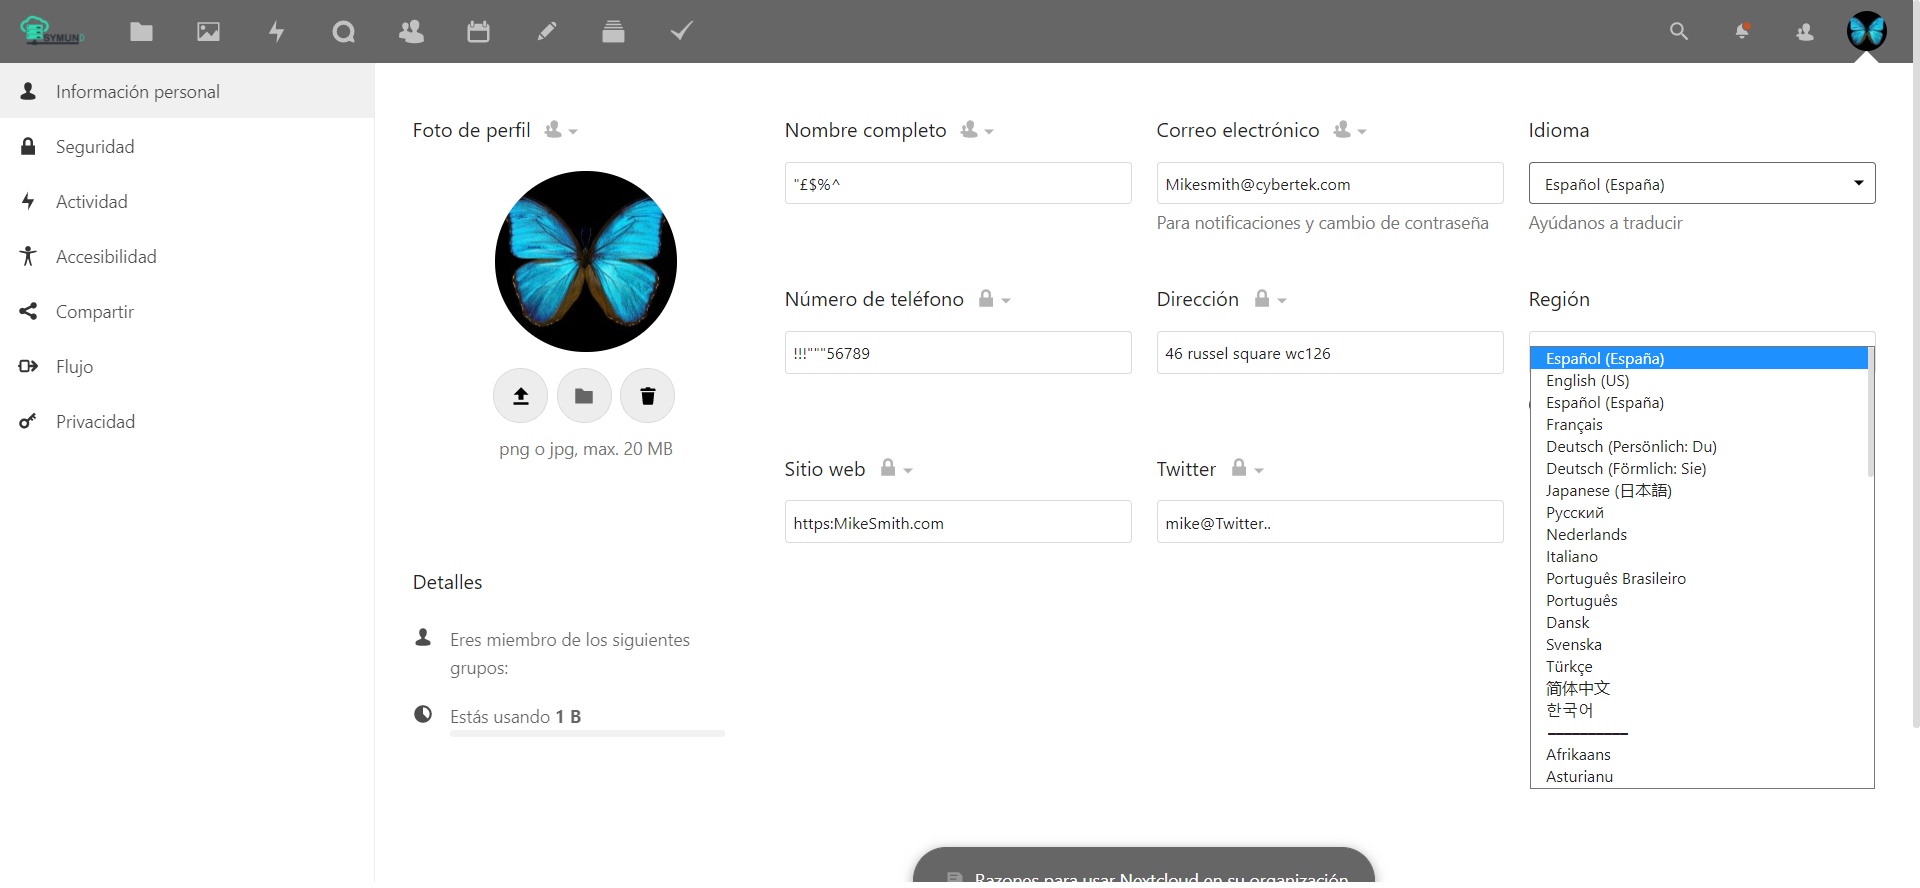 SYMUN
Información personal
Seguridad
Actividad
Accesibilidad
Compartir
Flujo
Privacidad
Foto de perfil
png o jpg, max. 20 MB
Nombre completo
"£$%^
Correo electrónico
Mikesmith@cybertek.com
Para notificaciones y cambio de contraseña
Idioma
Español (España)
Ayúdanos a traducir
Número de teléfono
!!!"""56789
Dirección
46 russel square wc126
Región
Español (España)
English (US)
Español (España)
Français
Deutsch (Persönlich: Du)
Deutsch (Förmlich: Sie)
Japanese (日本語)
Русский
Nederlands
Italiano
Português Brasileiro
Português
Dansk
Svenska
Türkçe
简体中文
한국어
Afrikaans
Asturianu
Sitio web
https:MikeSmith.com
Twitter
mike@Twitter..
Detalles
Eres miembro de los siguientes
grupos:
Estás usando 1 B
Razones para usar Nextcloud en su organización